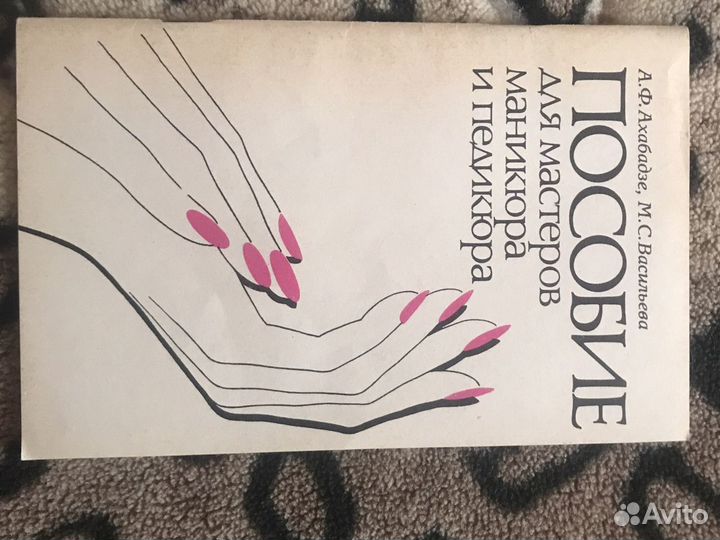 А.Ф.Ахабадзе, М.С.Васильева
ПОСОБИЕ
для мастеров
маникюра
и педикюра
Avito